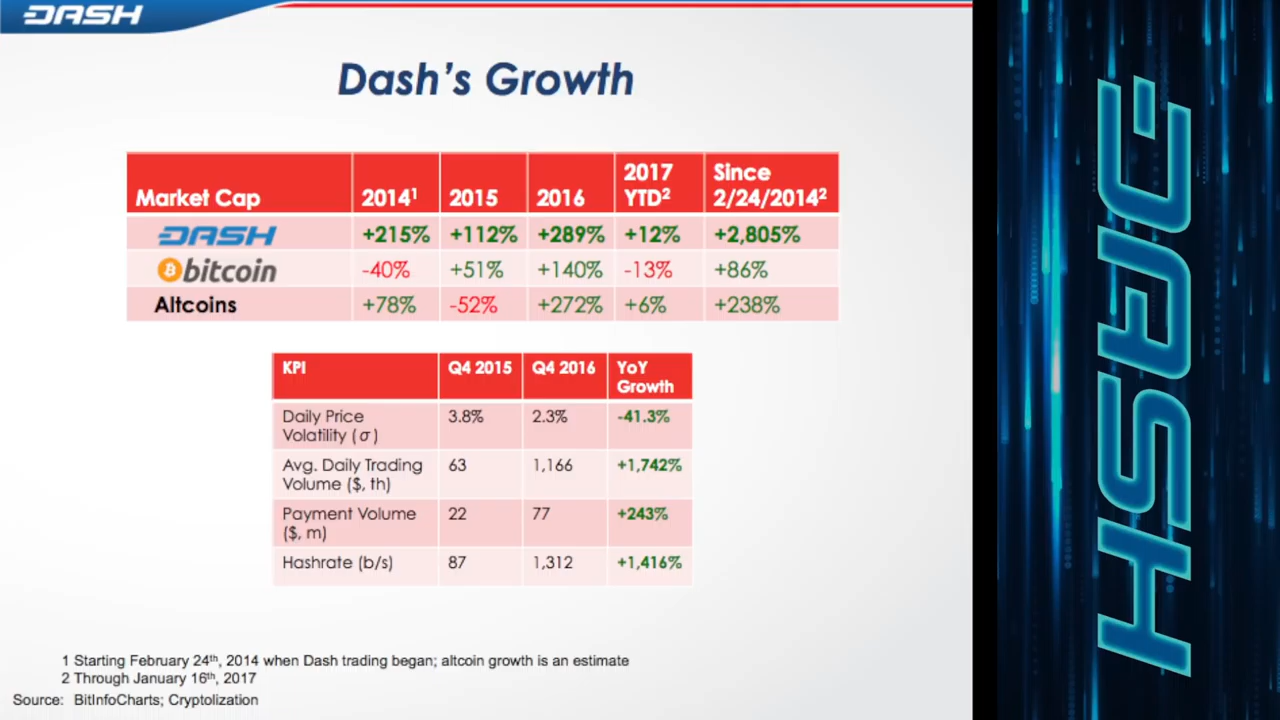 DASH
Dash's Growth
Market Cap 2014¹ 2015 2016 2017 YTD² Since 2/24/2014²
DASH +215% +112% +289% +12% +2,805%
bitcoin -40% +51% +140% -13% +86%
Altcoins +78% -52% +272% +6% +238%
KPI Q4 2015 Q4 2016 YoY Growth
Daily Price Volatility (σ) 3.8% 2.3% -41.3%
Avg. Daily Trading Volume ($, th) 63 1,166 +1,742%
Payment Volume ($, m) 22 77 +243%
Hashrate (b/s) 87 1,312 +1,416%
1 Starting February 24th, 2014 when Dash trading began; altcoin growth is an estimate
2 Through January 16th, 2017
Source: BitInfoCharts; Cryptolization
DASH